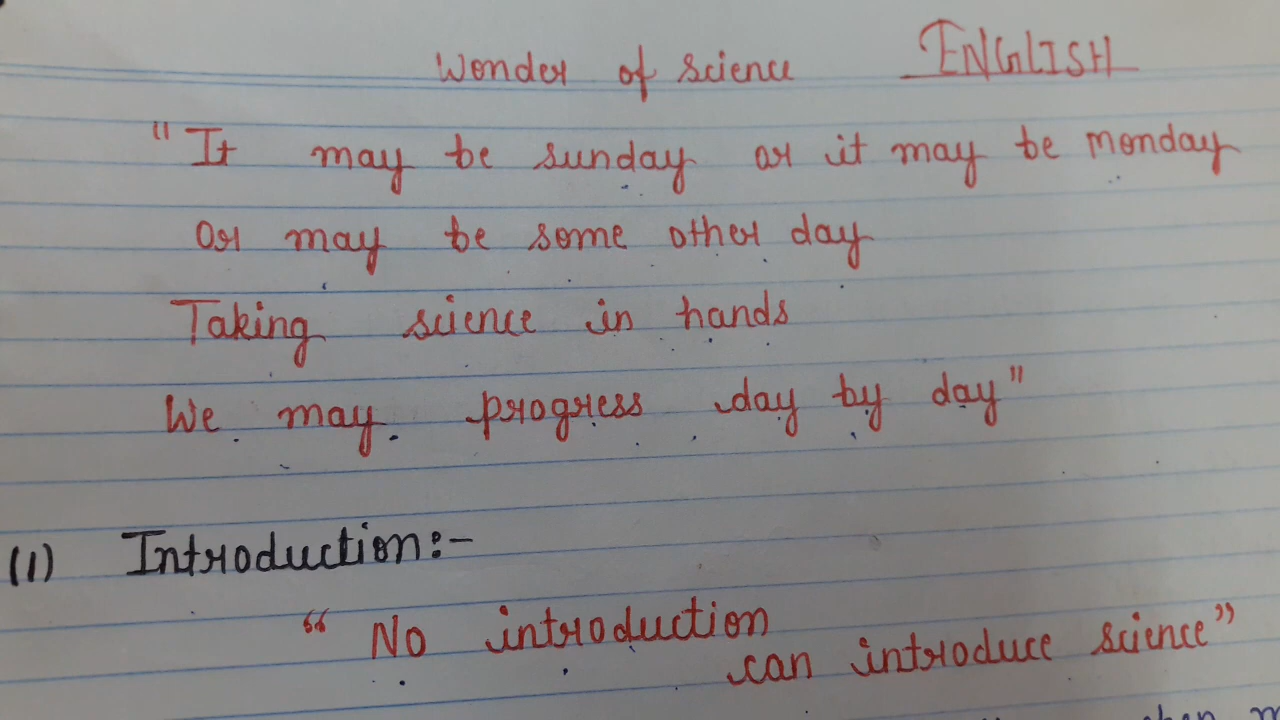 Wonder of science ENGLISH
"It may be sunday or it may be monday
Or may be some other day
Taking science in hands
We may progress day by day"
(1) Introduction:-
"No introduction
can introduce science"